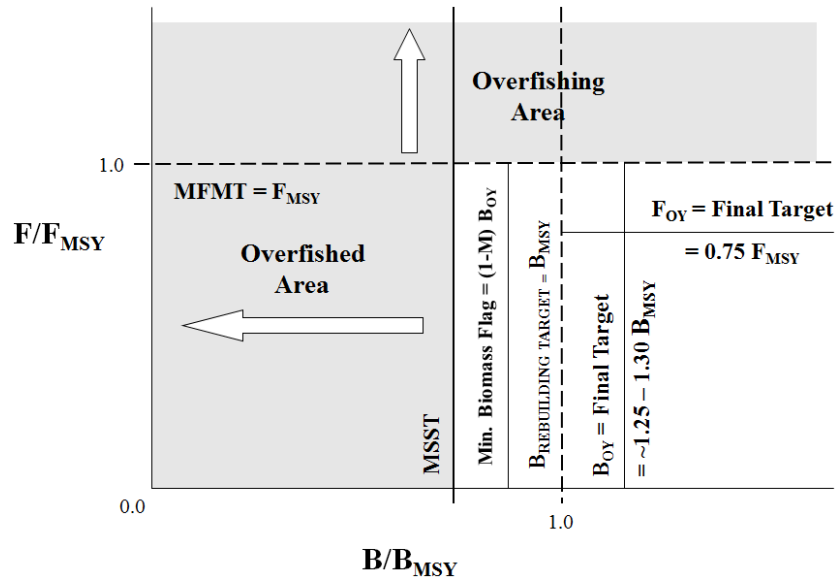 Overfishing
Area
1.0
MFMT = FMSY
F/FMSY
Overfished
Area
MSST
Min. Biomass Flag = (1-M) BOY
BREBUILDING TARGET = BMSY
BOY = Final Target
= ~1.25 – 1.30 BMSY
FOY = Final Target
= 0.75 FMSY
0.0
1.0
B/BMSY